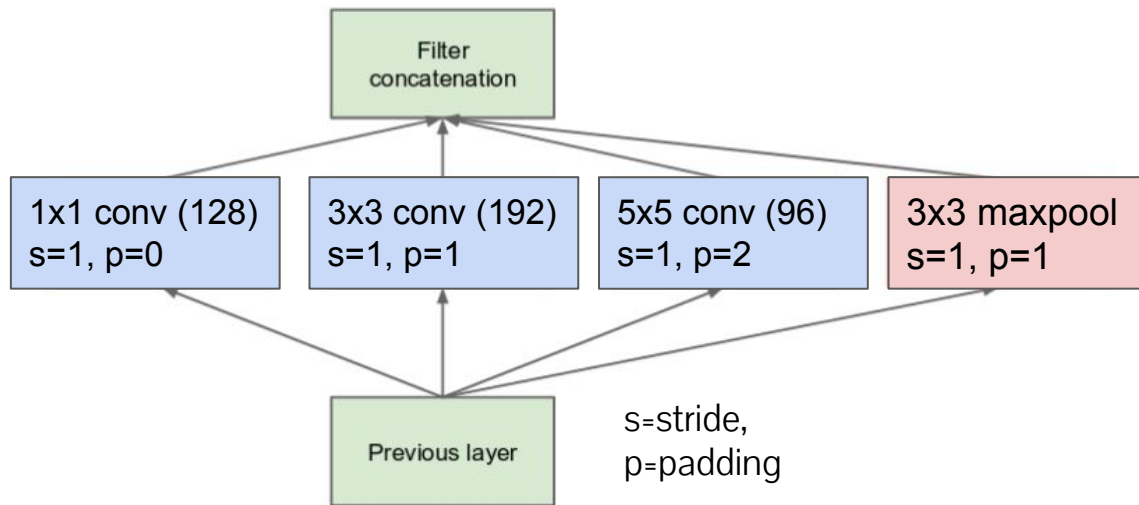 Filter
concatenation
1x1 conv (128)
s=1, p=0
3x3 conv (192)
s=1, p=1
5x5 conv (96)
s=1, p=2
3x3 maxpool
s=1, p=1
Previous layer
s=stride,
p=padding